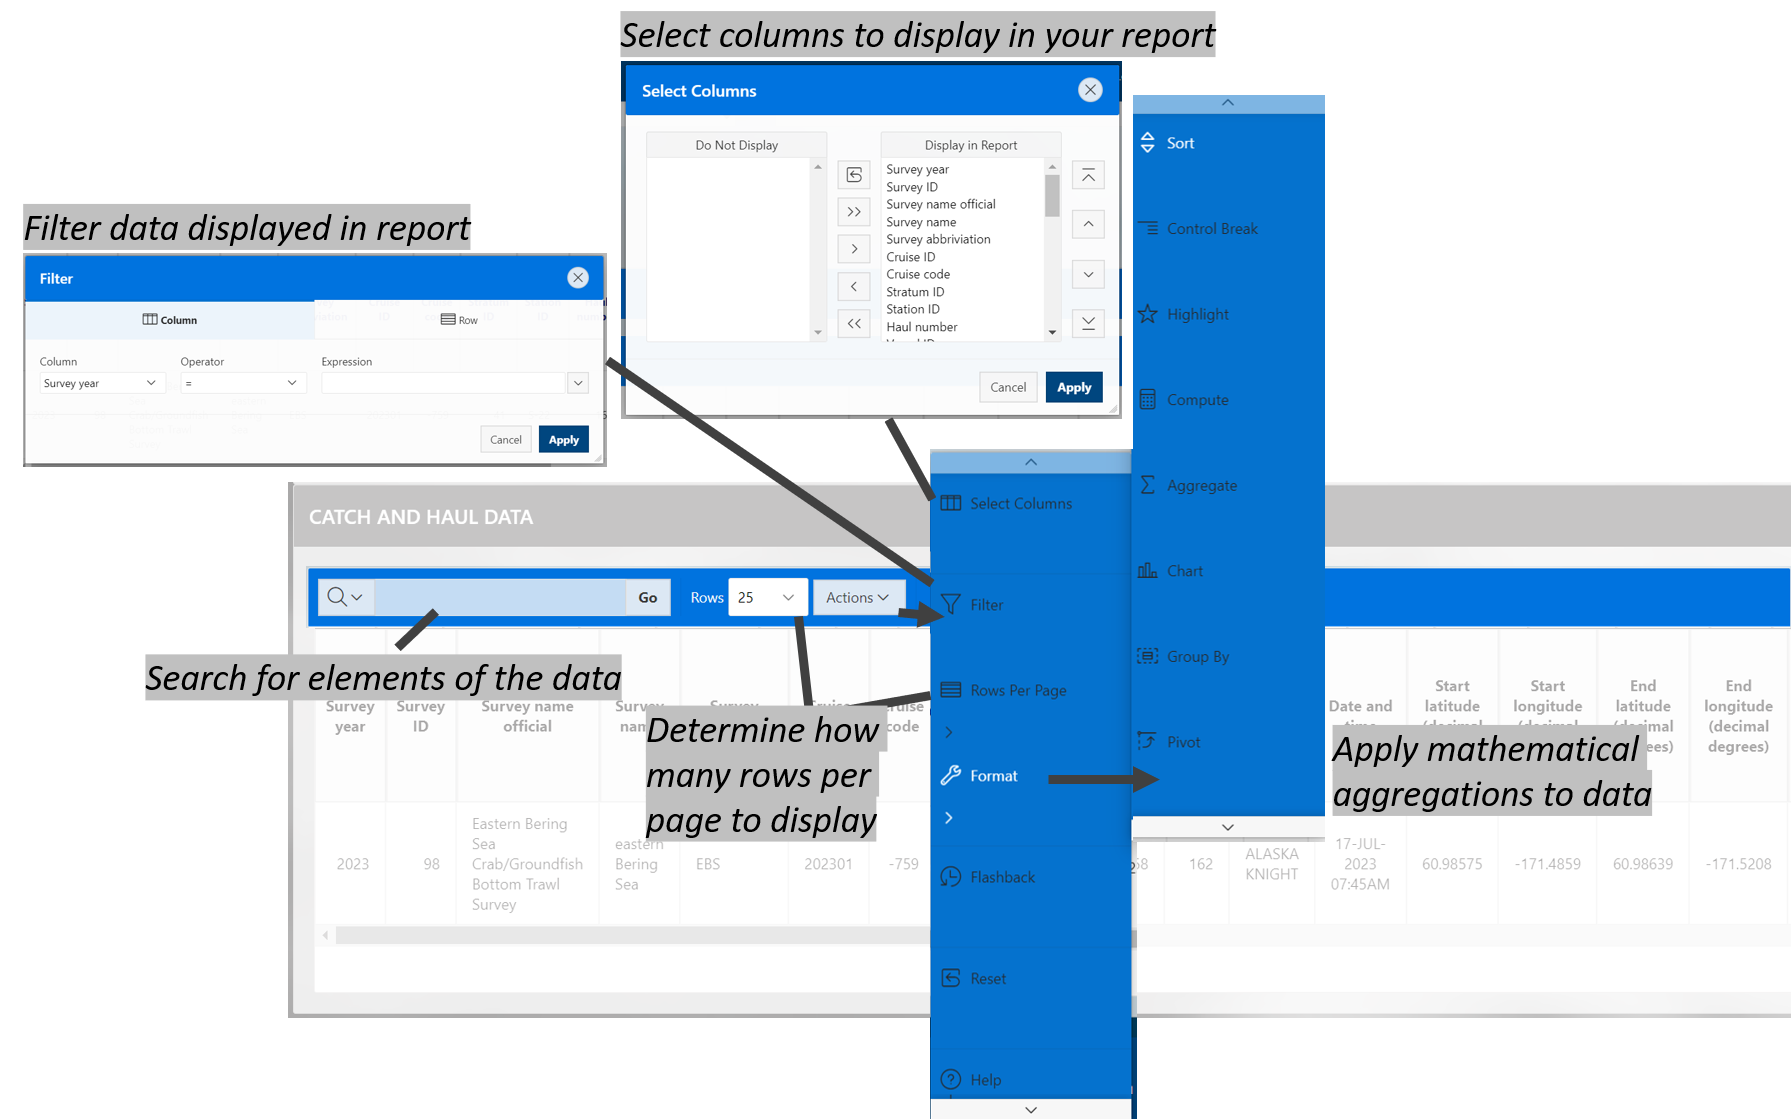 Select columns to display in your report
Select Columns
Do Not Display
Display in Report
Survey year
Survey ID
Survey name official
Survey name
Survey abbriviation
Cruise ID
Cruise code
Stratum ID
Station ID
Haul number
Cancel
Apply
Filter data displayed in report
Filter
Column
Row
Column
Operator
Expression
Survey year
=
Cancel
Apply
Sort
Control Break
Highlight
Compute
Aggregate
Chart
Group By
Pivot
CATCH AND HAUL DATA
Go
Rows
25
Actions
Select Columns
Filter
Rows Per Page
Format
Flashback
Reset
Help
Search for elements of the data
Determine how
many rows per
page to display
Apply mathematical
aggregations to data
Survey
year
Survey
ID
Survey name
official
Survey
Survey
code
Date and
Start
latitude
Start
longitude
End
latitude
End
longitude
(decimal
degrees)
2023
98
Eastern Bering
Sea
Crab/Groundfish
Bottom Trawl
Survey
eastern
Bering
Sea
EBS
202301
-759
162
ALASKA
KNIGHT
17-JUL-
2023
07:45AM
60.98575
-171.4859
60.98639
-171.5208